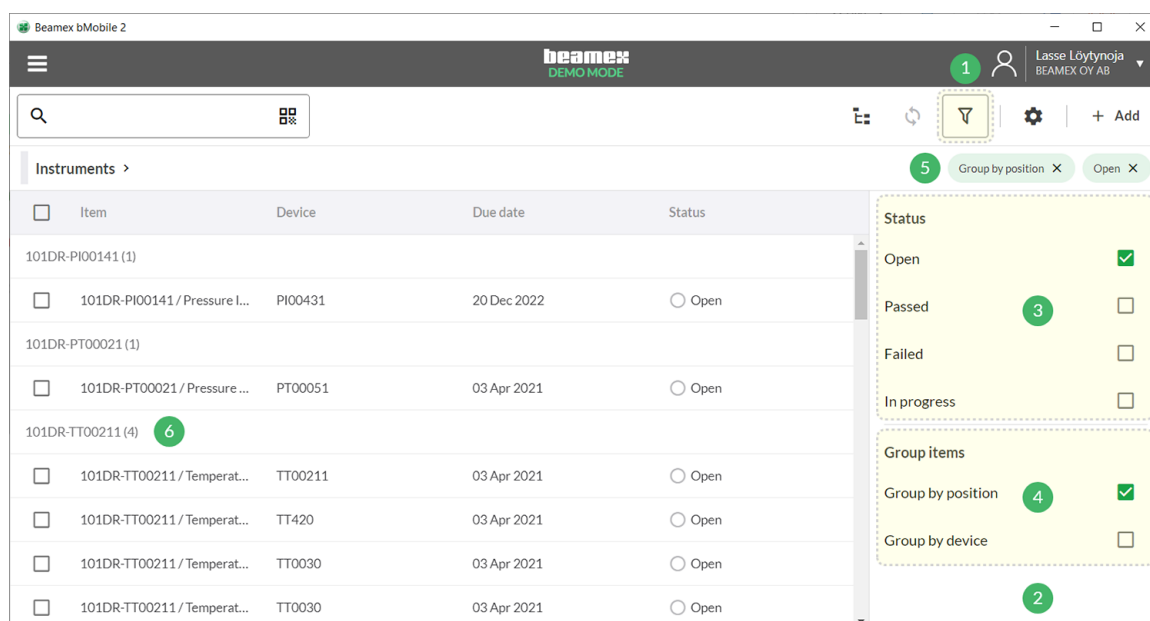 Beamex bMobile 2
beamex
DEMO MODE
1
Lasse Löytynoja
BEAMEX OY AB
+ Add
Instruments >
5
Group by position ×
Open ×
Item Device Due date Status
101DR-PI00141 (1)
101DR-PI00141 / Pressure I... PI00431 20 Dec 2022 Open
101DR-PT00021 (1)
101DR-PT00021 / Pressure ... PT00051 03 Apr 2021 Open
101DR-TT00211 (4) 6
101DR-TT00211 / Temperat... TT00211 03 Apr 2021 Open
101DR-TT00211 / Temperat... TT420 03 Apr 2021 Open
101DR-TT00211 / Temperat... TT0030 03 Apr 2021 Open
101DR-TT00211 / Temperat... TT0030 03 Apr 2021 Open
Status
Open
Passed
3
Failed
In progress
Group items
Group by position
4
Group by device
2